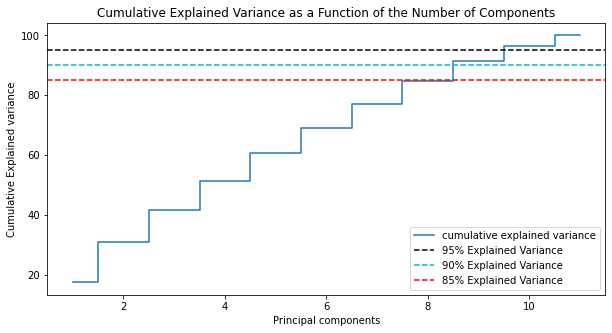 Cumulative Explained Variance as a Function of the Number of Components
Cumulative Explained variance
100
80
60
40
20
cumulative explained variance
95% Explained Variance
90% Explained Variance
85% Explained Variance
2 4 6 8 10
Principal components